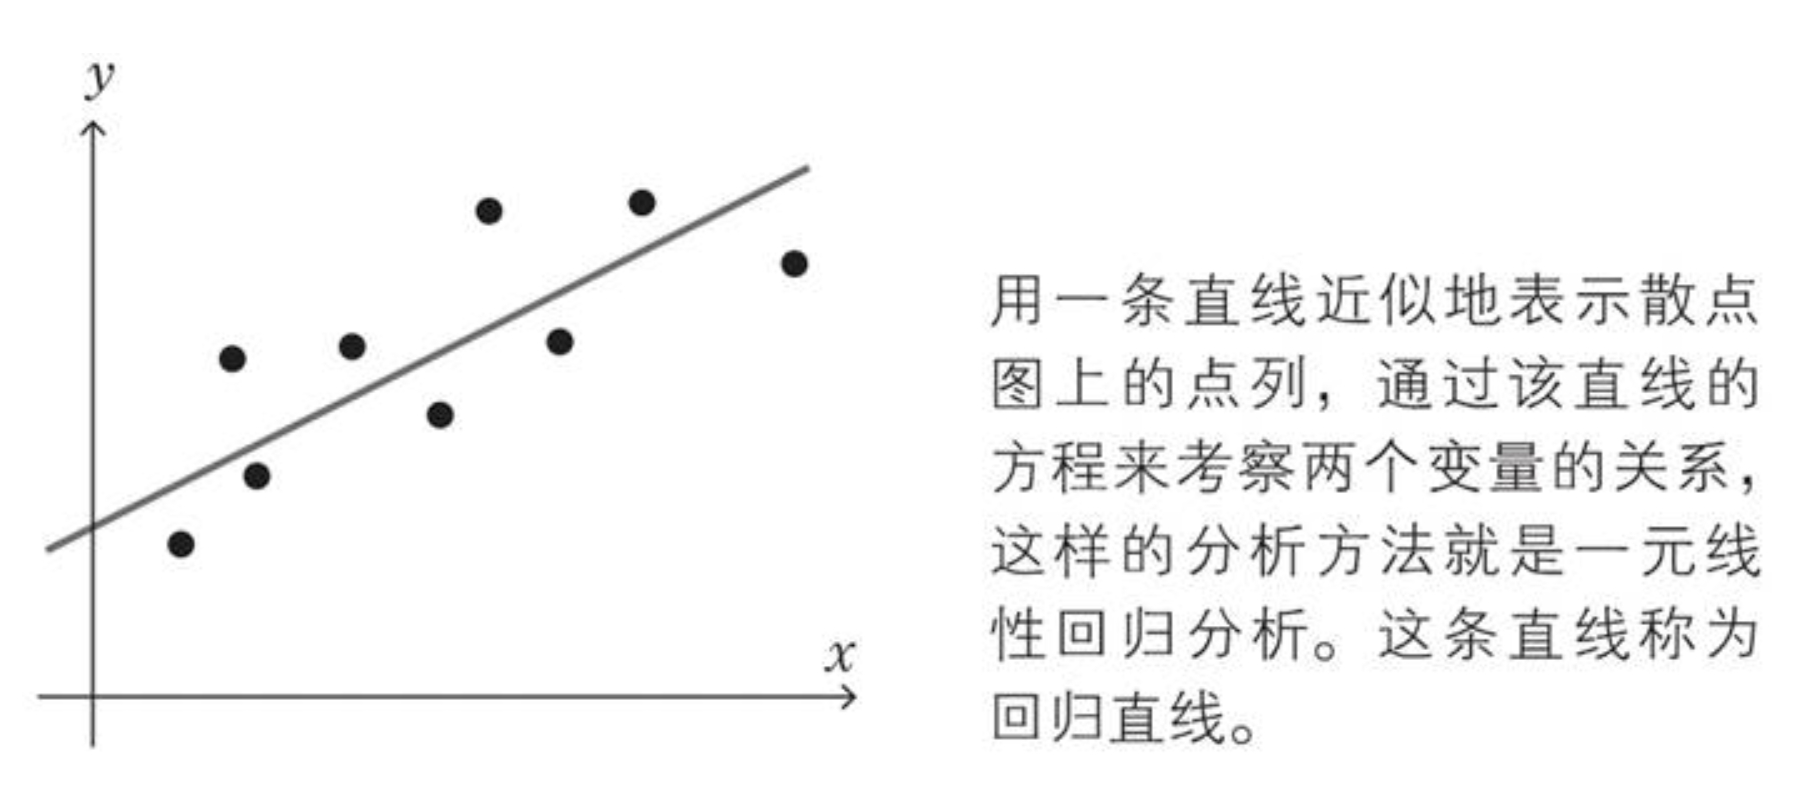 y
x
用一条直线近似地表示散点
图上的点列，通过该直线的
方程来考察两个变量的关系，
这样的分析方法就是一元线
性回归分析。这条直线称为
回归直线。